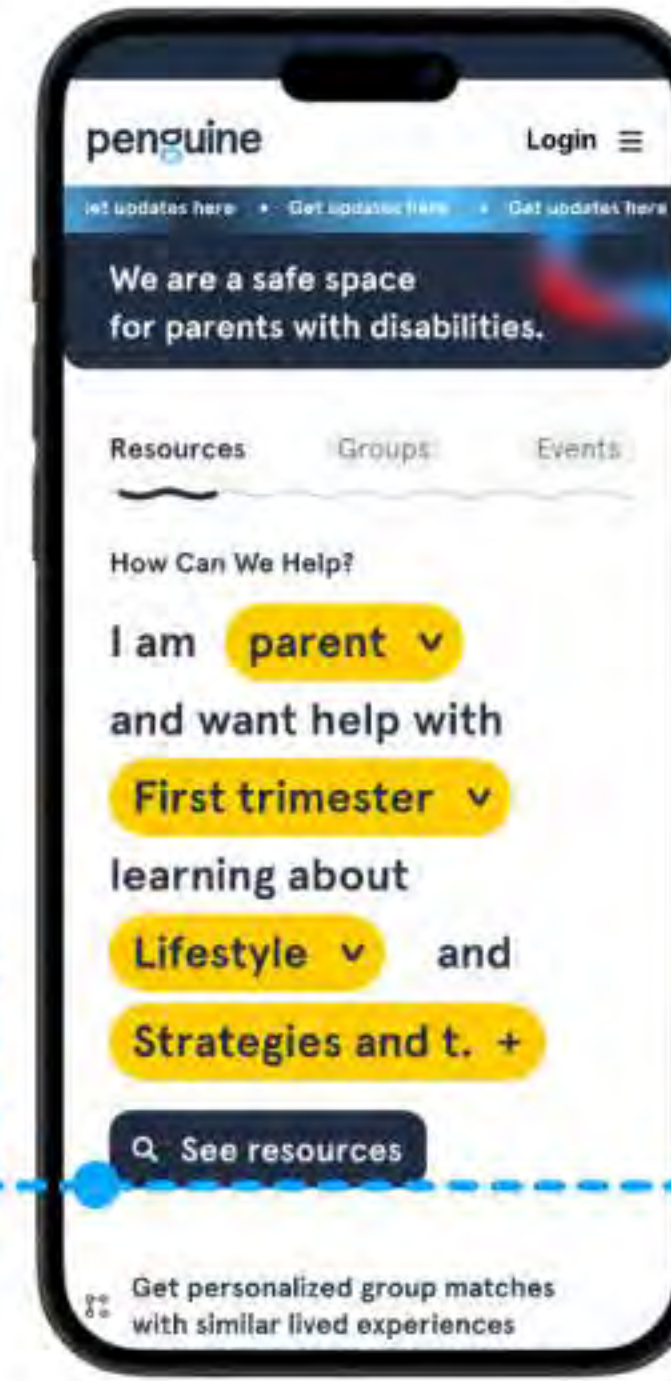 penguine
Login
et updates here • Get updates here • Get updates here
We are a safe space
for parents with disabilities.
Resources Groups Events
How Can We Help?
I am parent
and want help with
First trimester
learning about
Lifestyle and
Strategies and t. +
See resources
Get personalized group matches
with similar lived experiences